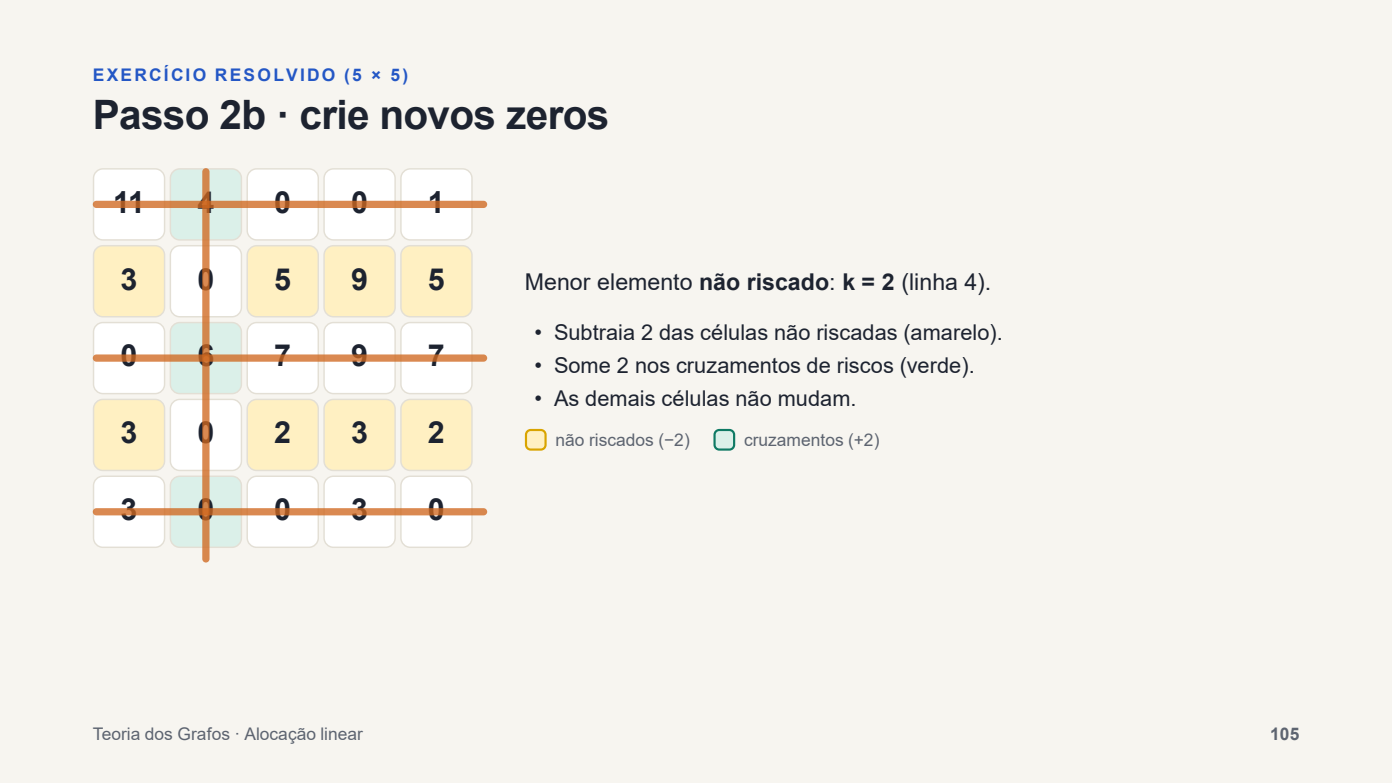 EXERCÍCIO RESOLVIDO (5 × 5)
Passo 2b · crie novos zeros
11 4 0 0 1
3 0 5 9 5
0 6 7 9 7
3 0 2 3 2
3 0 0 3 0
Menor elemento não riscado: k = 2 (linha 4).
• Subtraia 2 das células não riscadas (amarelo).
• Some 2 nos cruzamentos de riscos (verde).
• As demais células não mudam.
não riscados (−2) cruzamentos (+2)
Teoria dos Grafos · Alocação linear
105